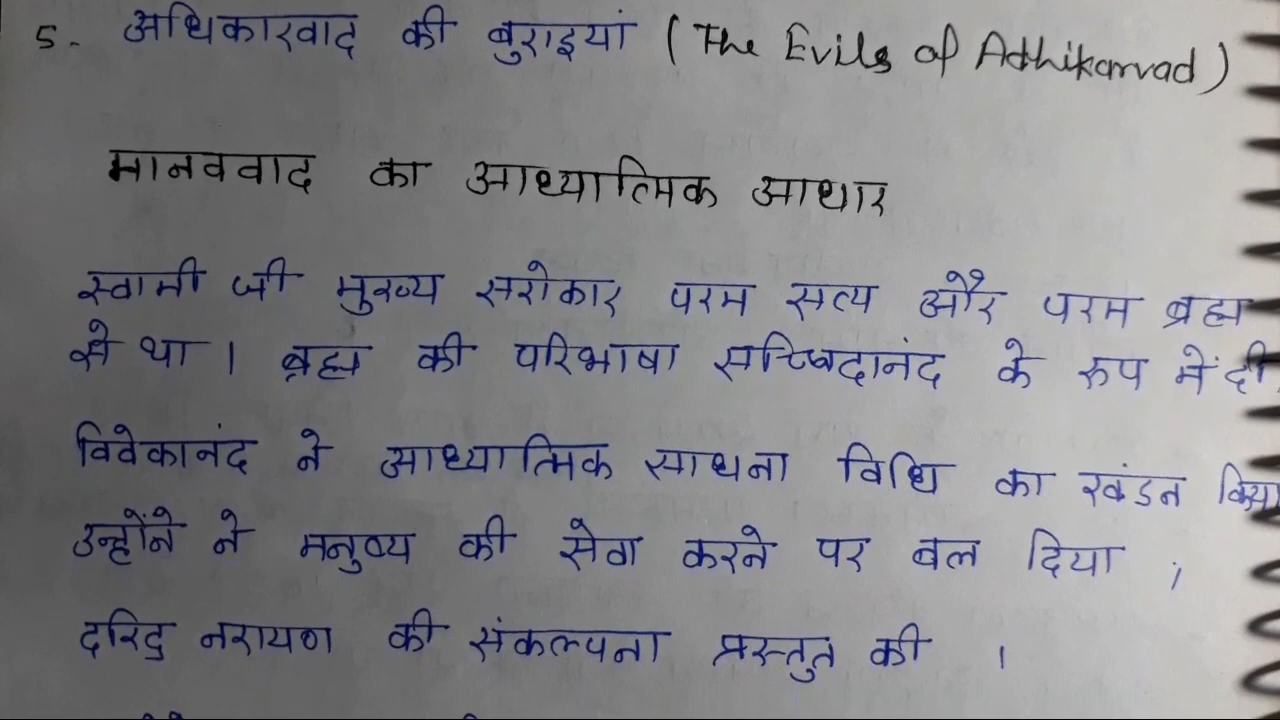 5. अधिकारवाद की बुराइयां (The Evils of Adhikarvad)
मानववाद का आध्यात्मिक आधार
स्वामी जी मुख्य सरोकार परम सत्य और परम ब्रह्म
से था । ब्रह्म की परिभाषा सच्चिदानंद के रुप में दी
विवेकानंद ने आध्यात्मिक साधना विधि का खंडन किया
उन्होंने ने मनुष्य की सेवा करने पर बल दिया ,
दरिद्र नरायण की संकल्पना प्रस्तुत की ।